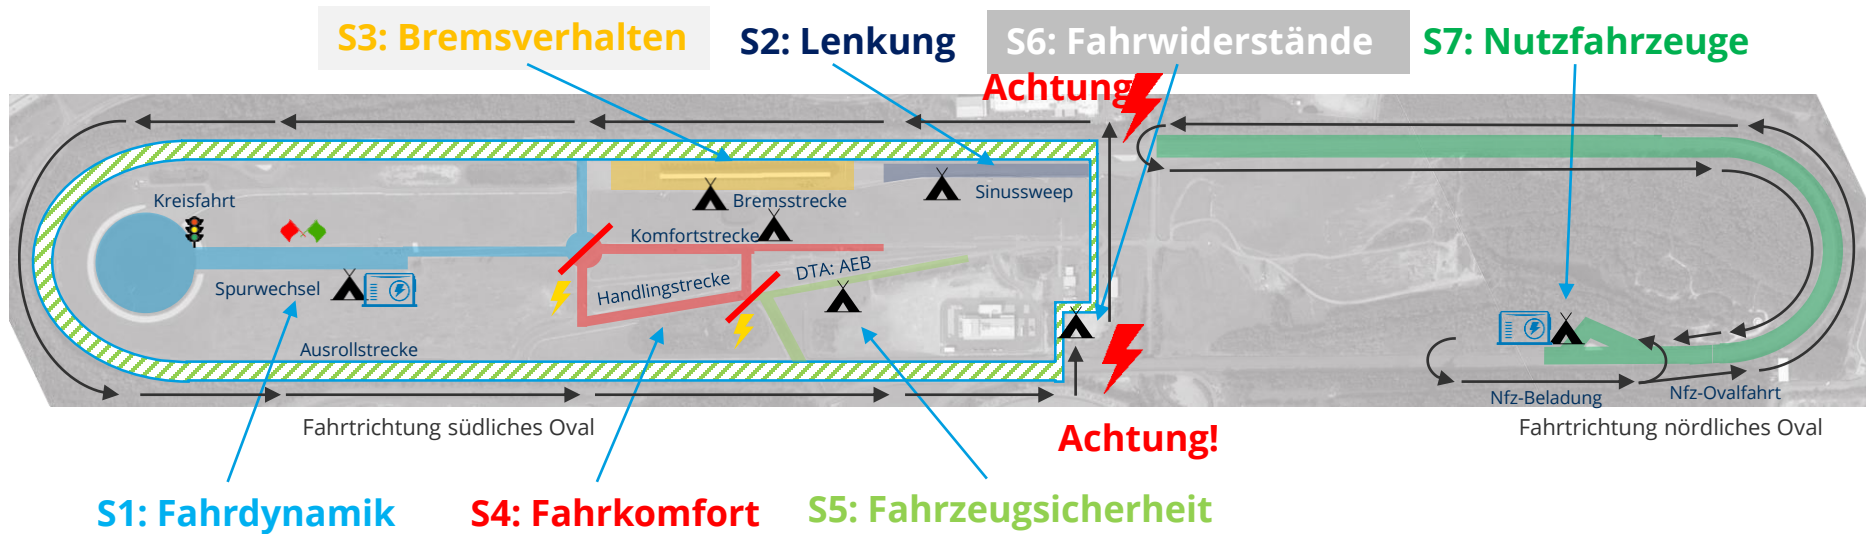 S3: Bremsverhalten
S2: Lenkung
S6: Fahrwiderstände
S7: Nutzfahrzeuge
Achtung!
Kreisfahrt
Bremsstrecke
Sinussweep
Komfortstrecke
DTA: AEB
Spurwechsel
Handlingstrecke
Ausrollstrecke
Nfz-Beladung
Nfz-Ovalfahrt
Fahrtrichtung südliches Oval
Achtung!
Fahrtrichtung nördliches Oval
S1: Fahrdynamik
S4: Fahrkomfort
S5: Fahrzeugsicherheit